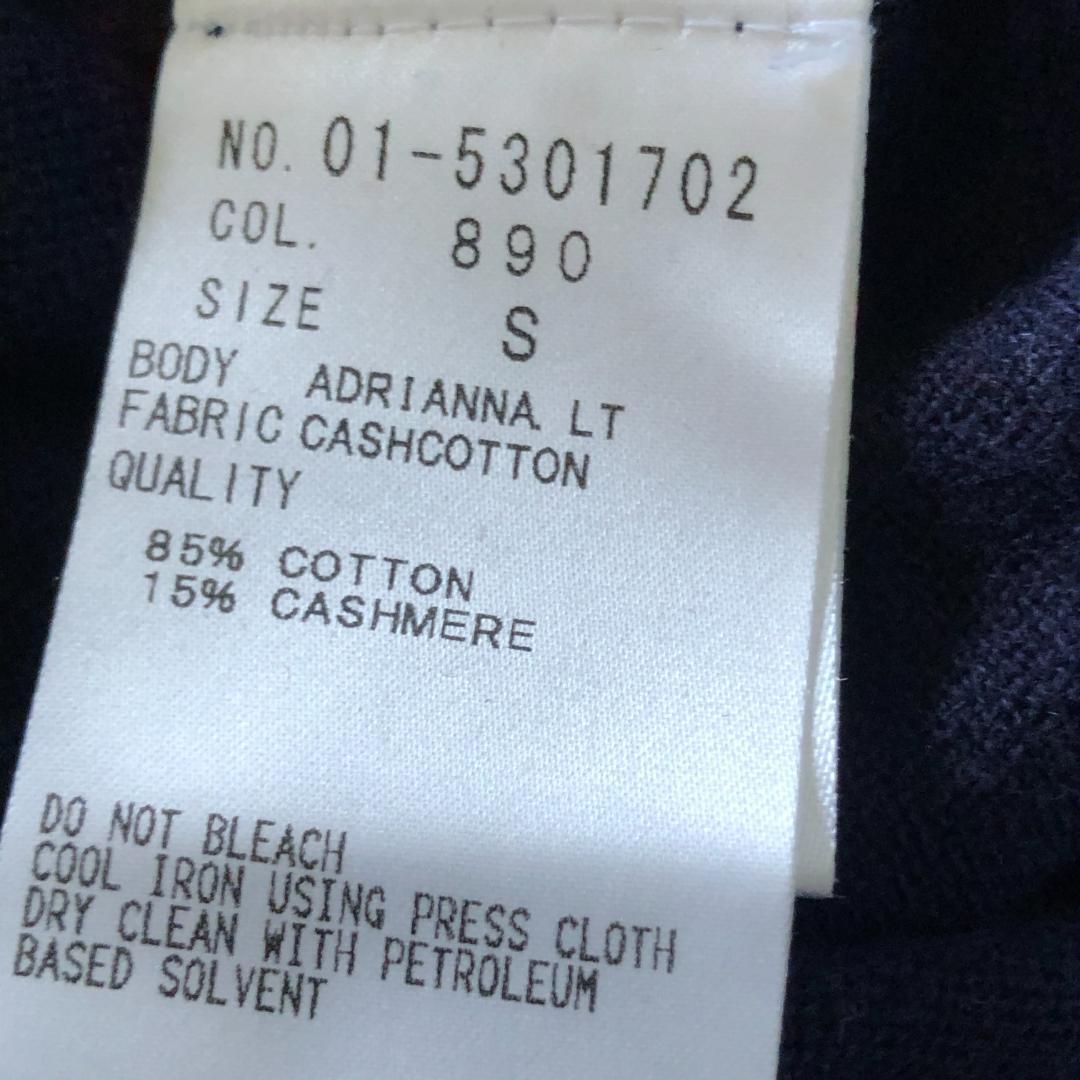 NO. 01-5301702
COL. 890
SIZE S
BODY ADRIANNA LT
FABRIC CASHCOTTON
QUALITY
85% COTTON
15% CASHMERE
DO NOT BLEACH
COOL IRON USING PRESS CLOTH
DRY CLEAN WITH PETROLEUM
BASED SOLVENT